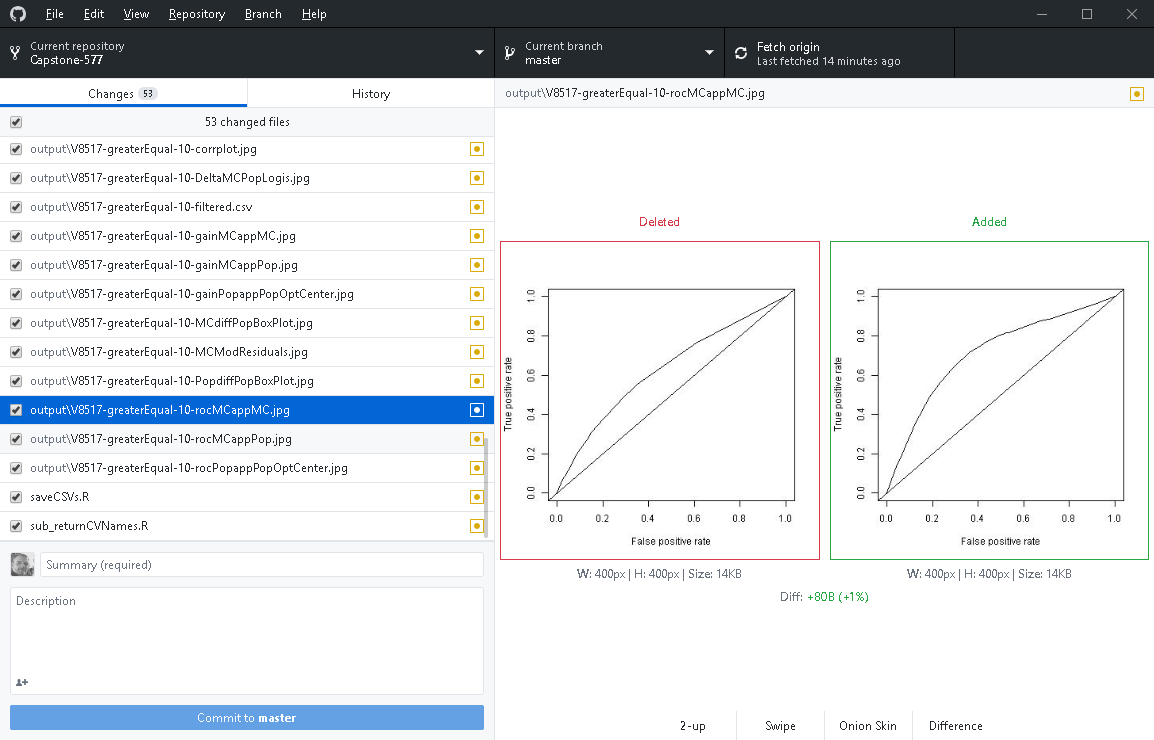 File Edit View Repository Branch Help
Current repository
Capstone-577
Current branch
master
Fetch origin
Last fetched 14 minutes ago
Changes 53
History
output\V8517-greaterEqual-10-rocMCappMC.jpg
53 changed files
output\V8517-greaterEqual-10-corrplot.jpg
output\V8517-greaterEqual-10-DeltaMCPopLogis.jpg
output\V8517-greaterEqual-10-filtered.csv
output\V8517-greaterEqual-10-gainMCappMC.jpg
output\V8517-greaterEqual-10-gainMCappPop.jpg
output\V8517-greaterEqual-10-gainPopappPopOptCenter.jpg
output\V8517-greaterEqual-10-MCdiffPopBoxPlot.jpg
output\V8517-greaterEqual-10-MCModResiduals.jpg
output\V8517-greaterEqual-10-PopdiffPopBoxPlot.jpg
output\V8517-greaterEqual-10-rocMCappMC.jpg
output\V8517-greaterEqual-10-rocMCappPop.jpg
output\V8517-greaterEqual-10-rocPopappPopOptCenter.jpg
saveCSVs.R
sub_returnCVNames.R
Summary (required)
Description
Commit to master
Deleted
True positive rate
1.0
0.8
0.6
0.4
0.2
0.0
0.0 0.2 0.4 0.6 0.8 1.0
False positive rate
W: 400px | H: 400px | Size: 14KB
Added
True positive rate
1.0
0.8
0.6
0.4
0.2
0.0
0.0 0.2 0.4 0.6 0.8 1.0
False positive rate
W: 400px | H: 400px | Size: 14KB
Diff: +80B (+1%)
2-up Swipe Onion Skin Difference